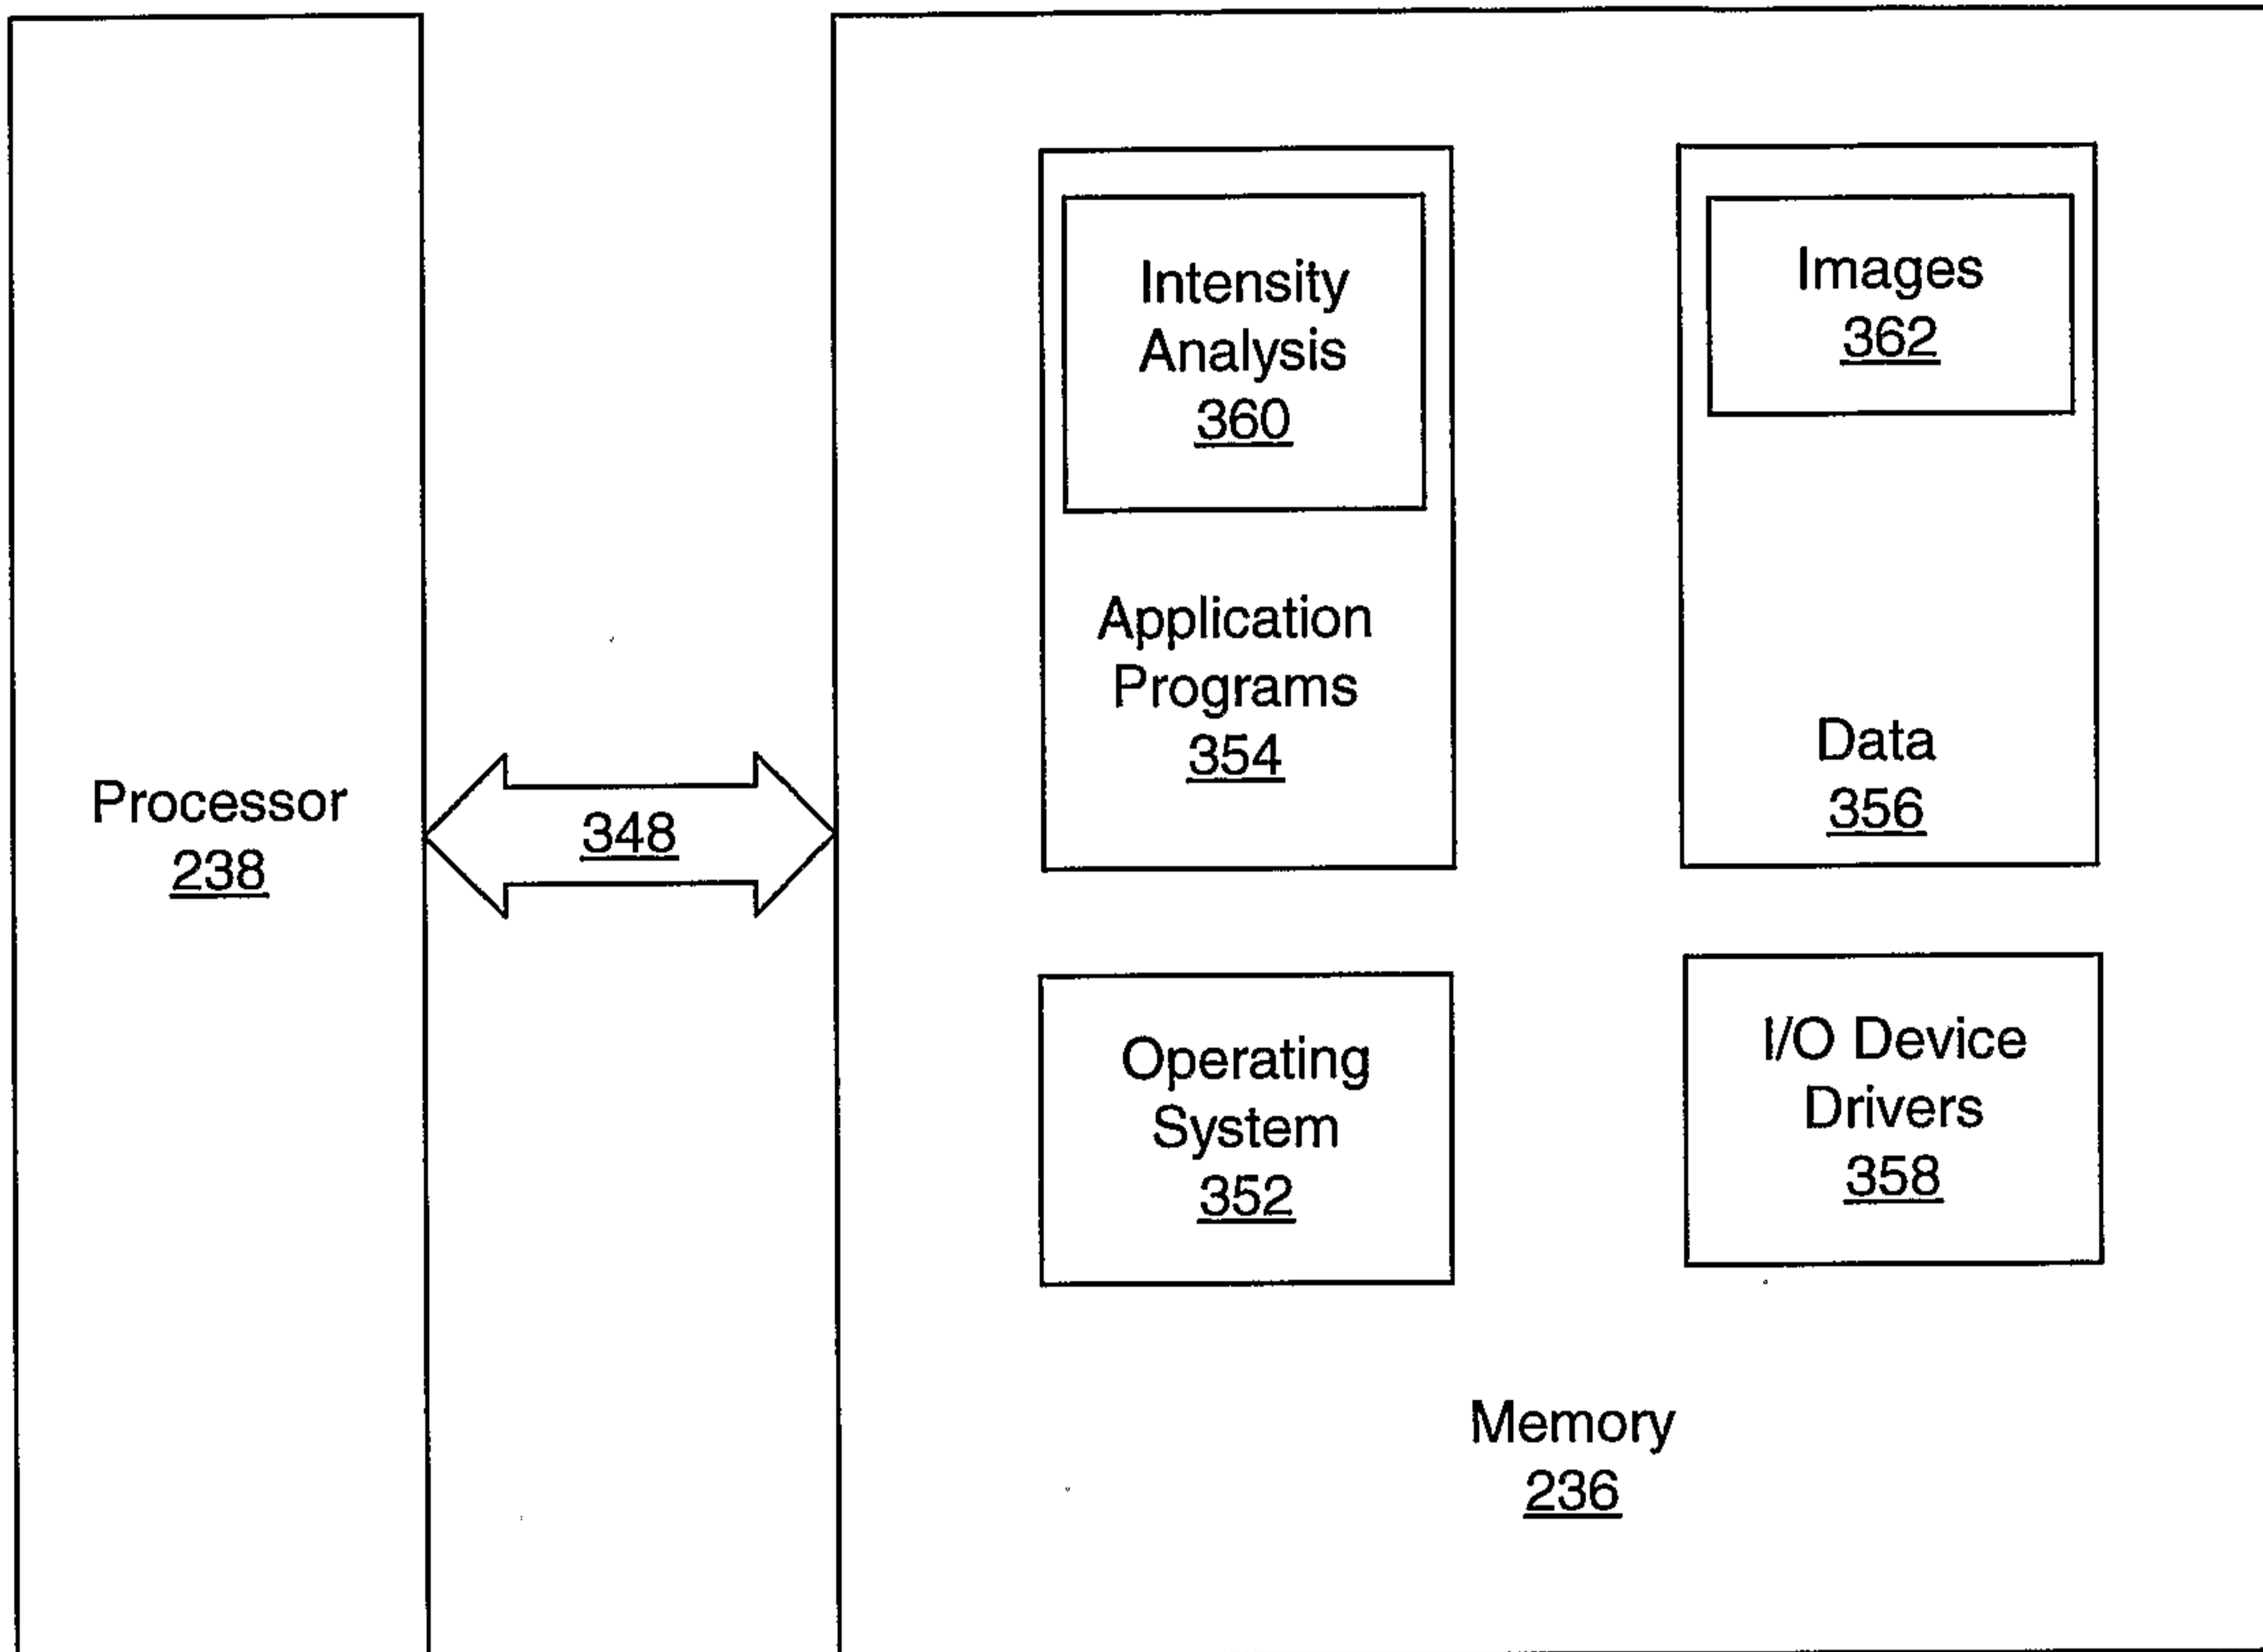 Processor
238
348
Intensity
Analysis
360
Application
Programs
354
Images
362
Data
356
Operating
System
352
I/O Device
Drivers
358
Memory
236